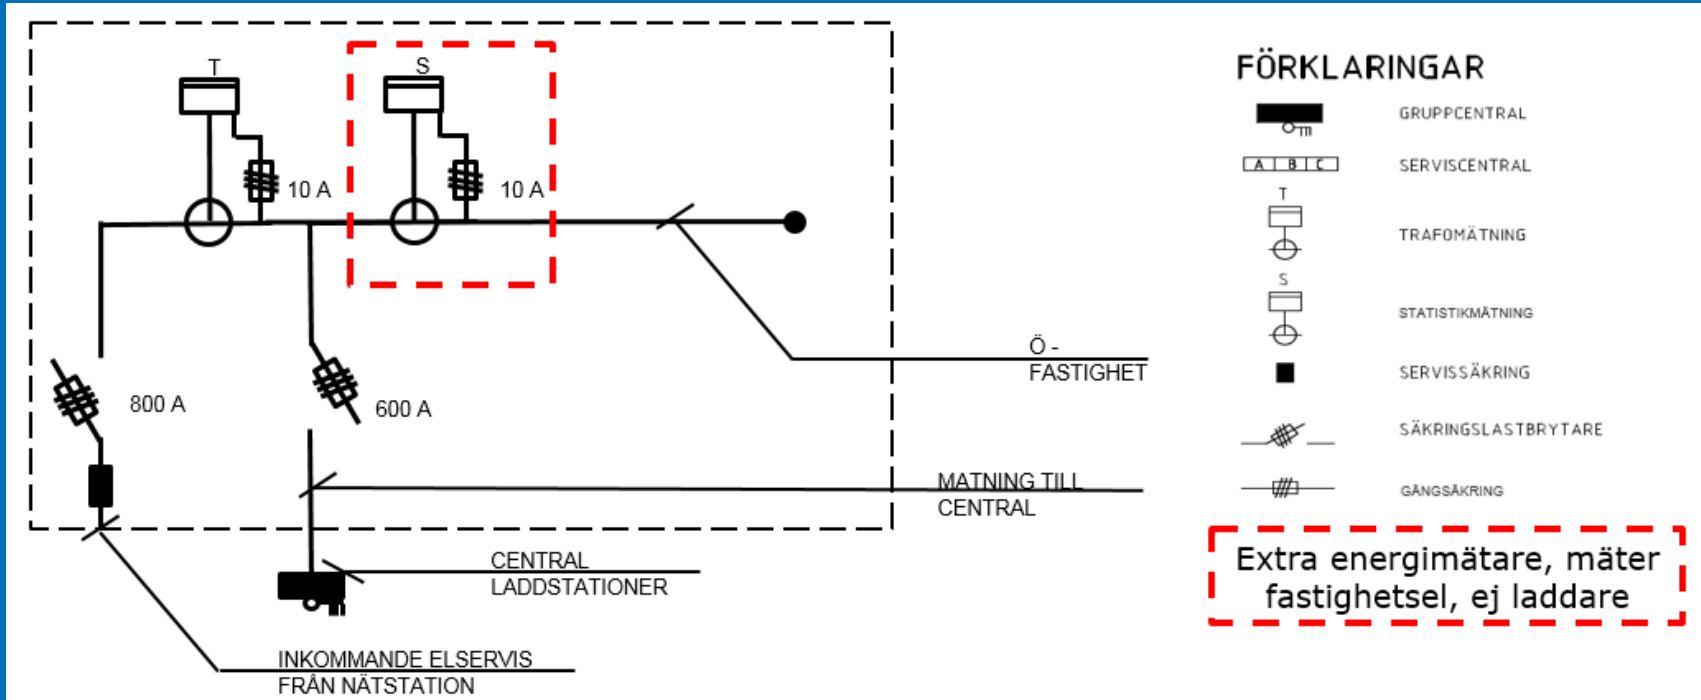 T
S
10 A
10 A
800 A
600 A
Ö -
FASTIGHET
MATNING TILL
CENTRAL
CENTRAL
LADDSTATIONER
INKOMMANDE ELSERVIS
FRÅN NÄTSTATION
FÖRKLARINGAR
GRUPPCENTRAL
A B C
SERVISCENTRAL
T
TRAFOMÄTNING
S
STATISTIKMÄTNING
SERVISSÄKRING
SÄKRINGSLASTBRYTARE
GÄNGSÄKRING
Extra energimätare, mäter
fastighetsel, ej laddare